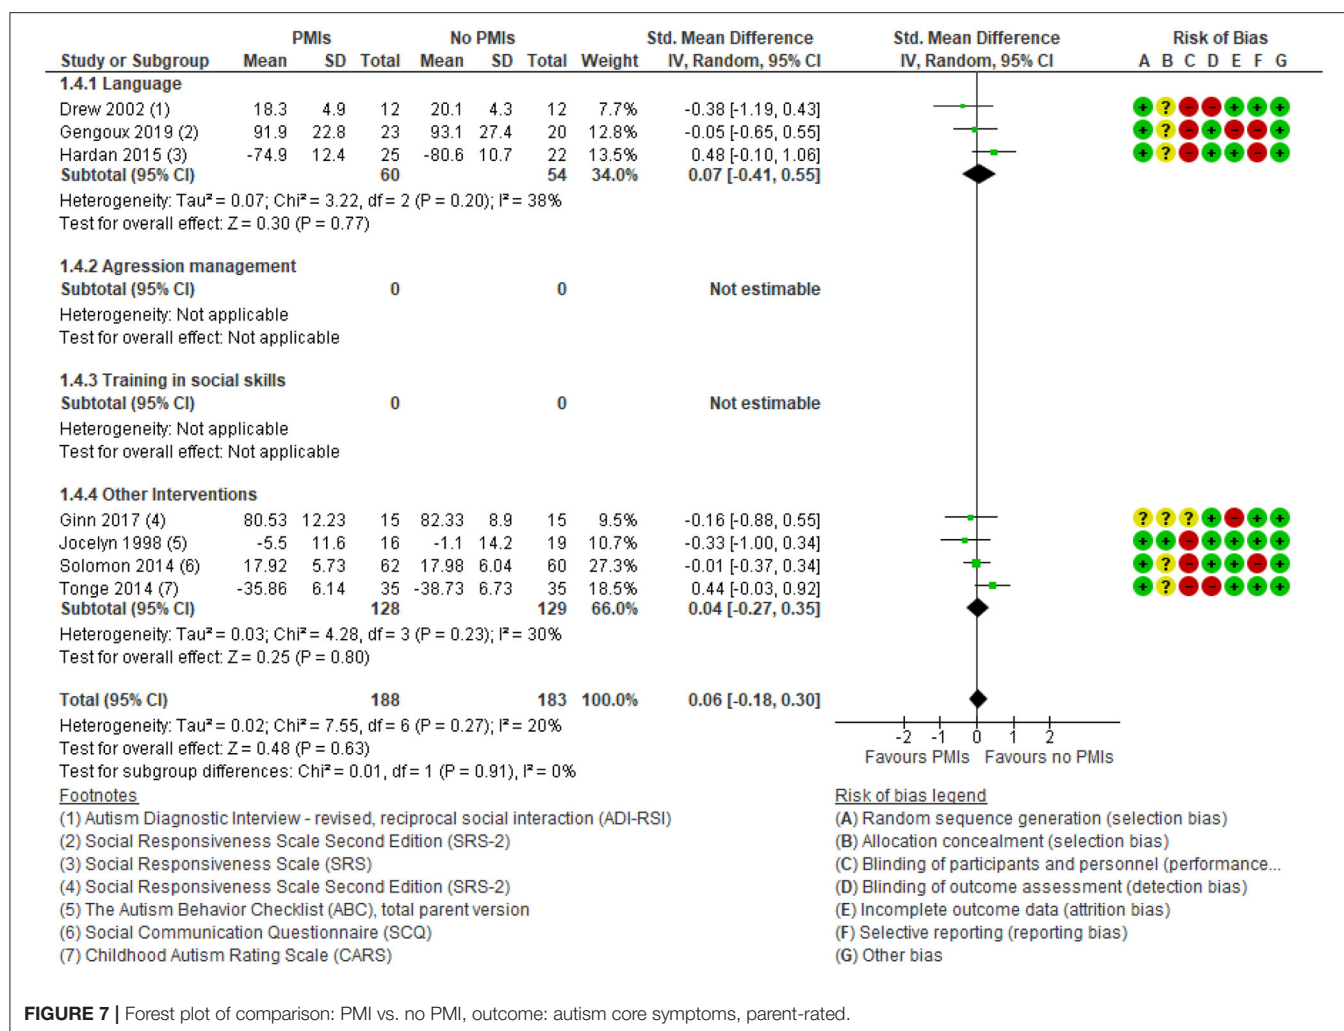 PMIs No PMIs Std. Mean Difference Std. Mean Difference Risk of Bias
Study or Subgroup Mean SD Total Mean SD Total Weight IV, Random, 95% CI IV, Random, 95% CI A B C D E F G
1.4.1 Language
Drew 2002 (1) 18.3 4.9 12 20.1 4.3 12 7.7% -0.38 [-1.19, 0.43] + ? - - + + +
Gengoux 2019 (2) 91.9 22.8 23 93.1 27.4 20 12.8% -0.05 [-0.65, 0.55] + ? - + - - +
Hardan 2015 (3) -74.9 12.4 25 -80.6 10.7 22 13.5% 0.48 [-0.10, 1.06] + ? - + + - +
Subtotal (95% CI) 60 54 34.0% 0.07 [-0.41, 0.55]
Heterogeneity: Tau² = 0.07; Chi² = 3.22, df = 2 (P = 0.20); I² = 38%
Test for overall effect: Z = 0.30 (P = 0.77)
1.4.2 Agression management
Subtotal (95% CI) 0 0 Not estimable
Heterogeneity: Not applicable
Test for overall effect: Not applicable
1.4.3 Training in social skills
Subtotal (95% CI) 0 0 Not estimable
Heterogeneity: Not applicable
Test for overall effect: Not applicable
1.4.4 Other Interventions
Ginn 2017 (4) 80.53 12.23 15 82.33 8.9 15 9.5% -0.16 [-0.88, 0.55] ? ? ? + - + +
Jocelyn 1998 (5) -5.5 11.6 16 -1.1 14.2 19 10.7% -0.33 [-1.00, 0.34] + + - + + + +
Solomon 2014 (6) 17.92 5.73 62 17.98 6.04 60 27.3% -0.01 [-0.37, 0.34] + ? - + + - +
Tonge 2014 (7) -35.86 6.14 35 -38.73 6.73 35 18.5% 0.44 [-0.03, 0.92] + ? - - + + +
Subtotal (95% CI) 128 129 66.0% 0.04 [-0.27, 0.35]
Heterogeneity: Tau² = 0.03; Chi² = 4.28, df = 3 (P = 0.23); I² = 30%
Test for overall effect: Z = 0.25 (P = 0.80)
Total (95% CI) 188 183 100.0% 0.06 [-0.18, 0.30]
Heterogeneity: Tau² = 0.02; Chi² = 7.55, df = 6 (P = 0.27); I² = 20%
Test for overall effect: Z = 0.48 (P = 0.63)
Test for subgroup differences: Chi² = 0.01, df = 1 (P = 0.91), I² = 0%
-2 -1 0 1 2
Favours PMIs Favours no PMIs
Footnotes
(1) Autism Diagnostic Interview - revised, reciprocal social interaction (ADI-RSI)
(2) Social Responsiveness Scale Second Edition (SRS-2)
(3) Social Responsiveness Scale (SRS)
(4) Social Responsiveness Scale Second Edition (SRS-2)
(5) The Autism Behavior Checklist (ABC), total parent version
(6) Social Communication Questionnaire (SCQ)
(7) Childhood Autism Rating Scale (CARS)
Risk of bias legend
(A) Random sequence generation (selection bias)
(B) Allocation concealment (selection bias)
(C) Blinding of participants and personnel (performance...
(D) Blinding of outcome assessment (detection bias)
(E) Incomplete outcome data (attrition bias)
(F) Selective reporting (reporting bias)
(G) Other bias
FIGURE 7 | Forest plot of comparison: PMI vs. no PMI, outcome: autism core symptoms, parent-rated.